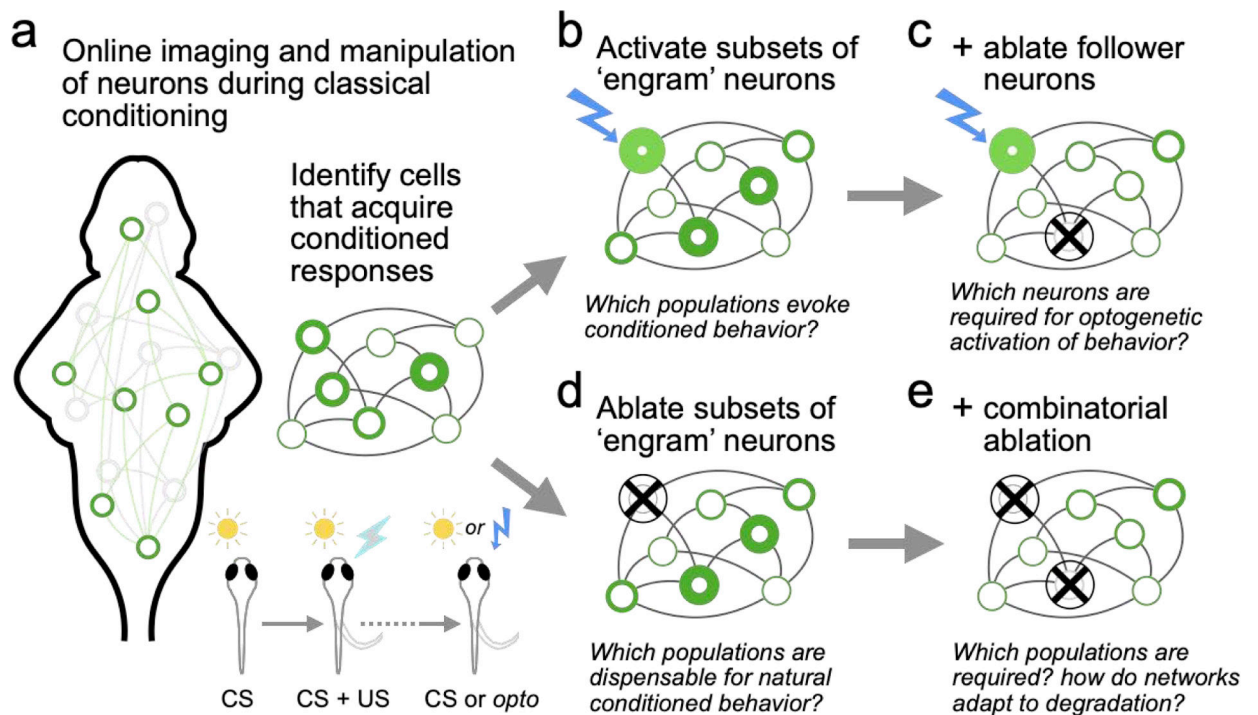 a
Online imaging and manipulation
of neurons during classical
conditioning
Identify cells
that acquire
conditioned
responses
or
CS
CS + US
CS or opto
b
Activate subsets of
‘engram’ neurons
Which populations evoke
conditioned behavior?
c
+ ablate follower
neurons
Which neurons are
required for optogenetic
activation of behavior?
d
Ablate subsets of
‘engram’ neurons
Which populations are
dispensable for natural
conditioned behavior?
e
+ combinatorial
ablation
Which populations are
required? how do networks
adapt to degradation?